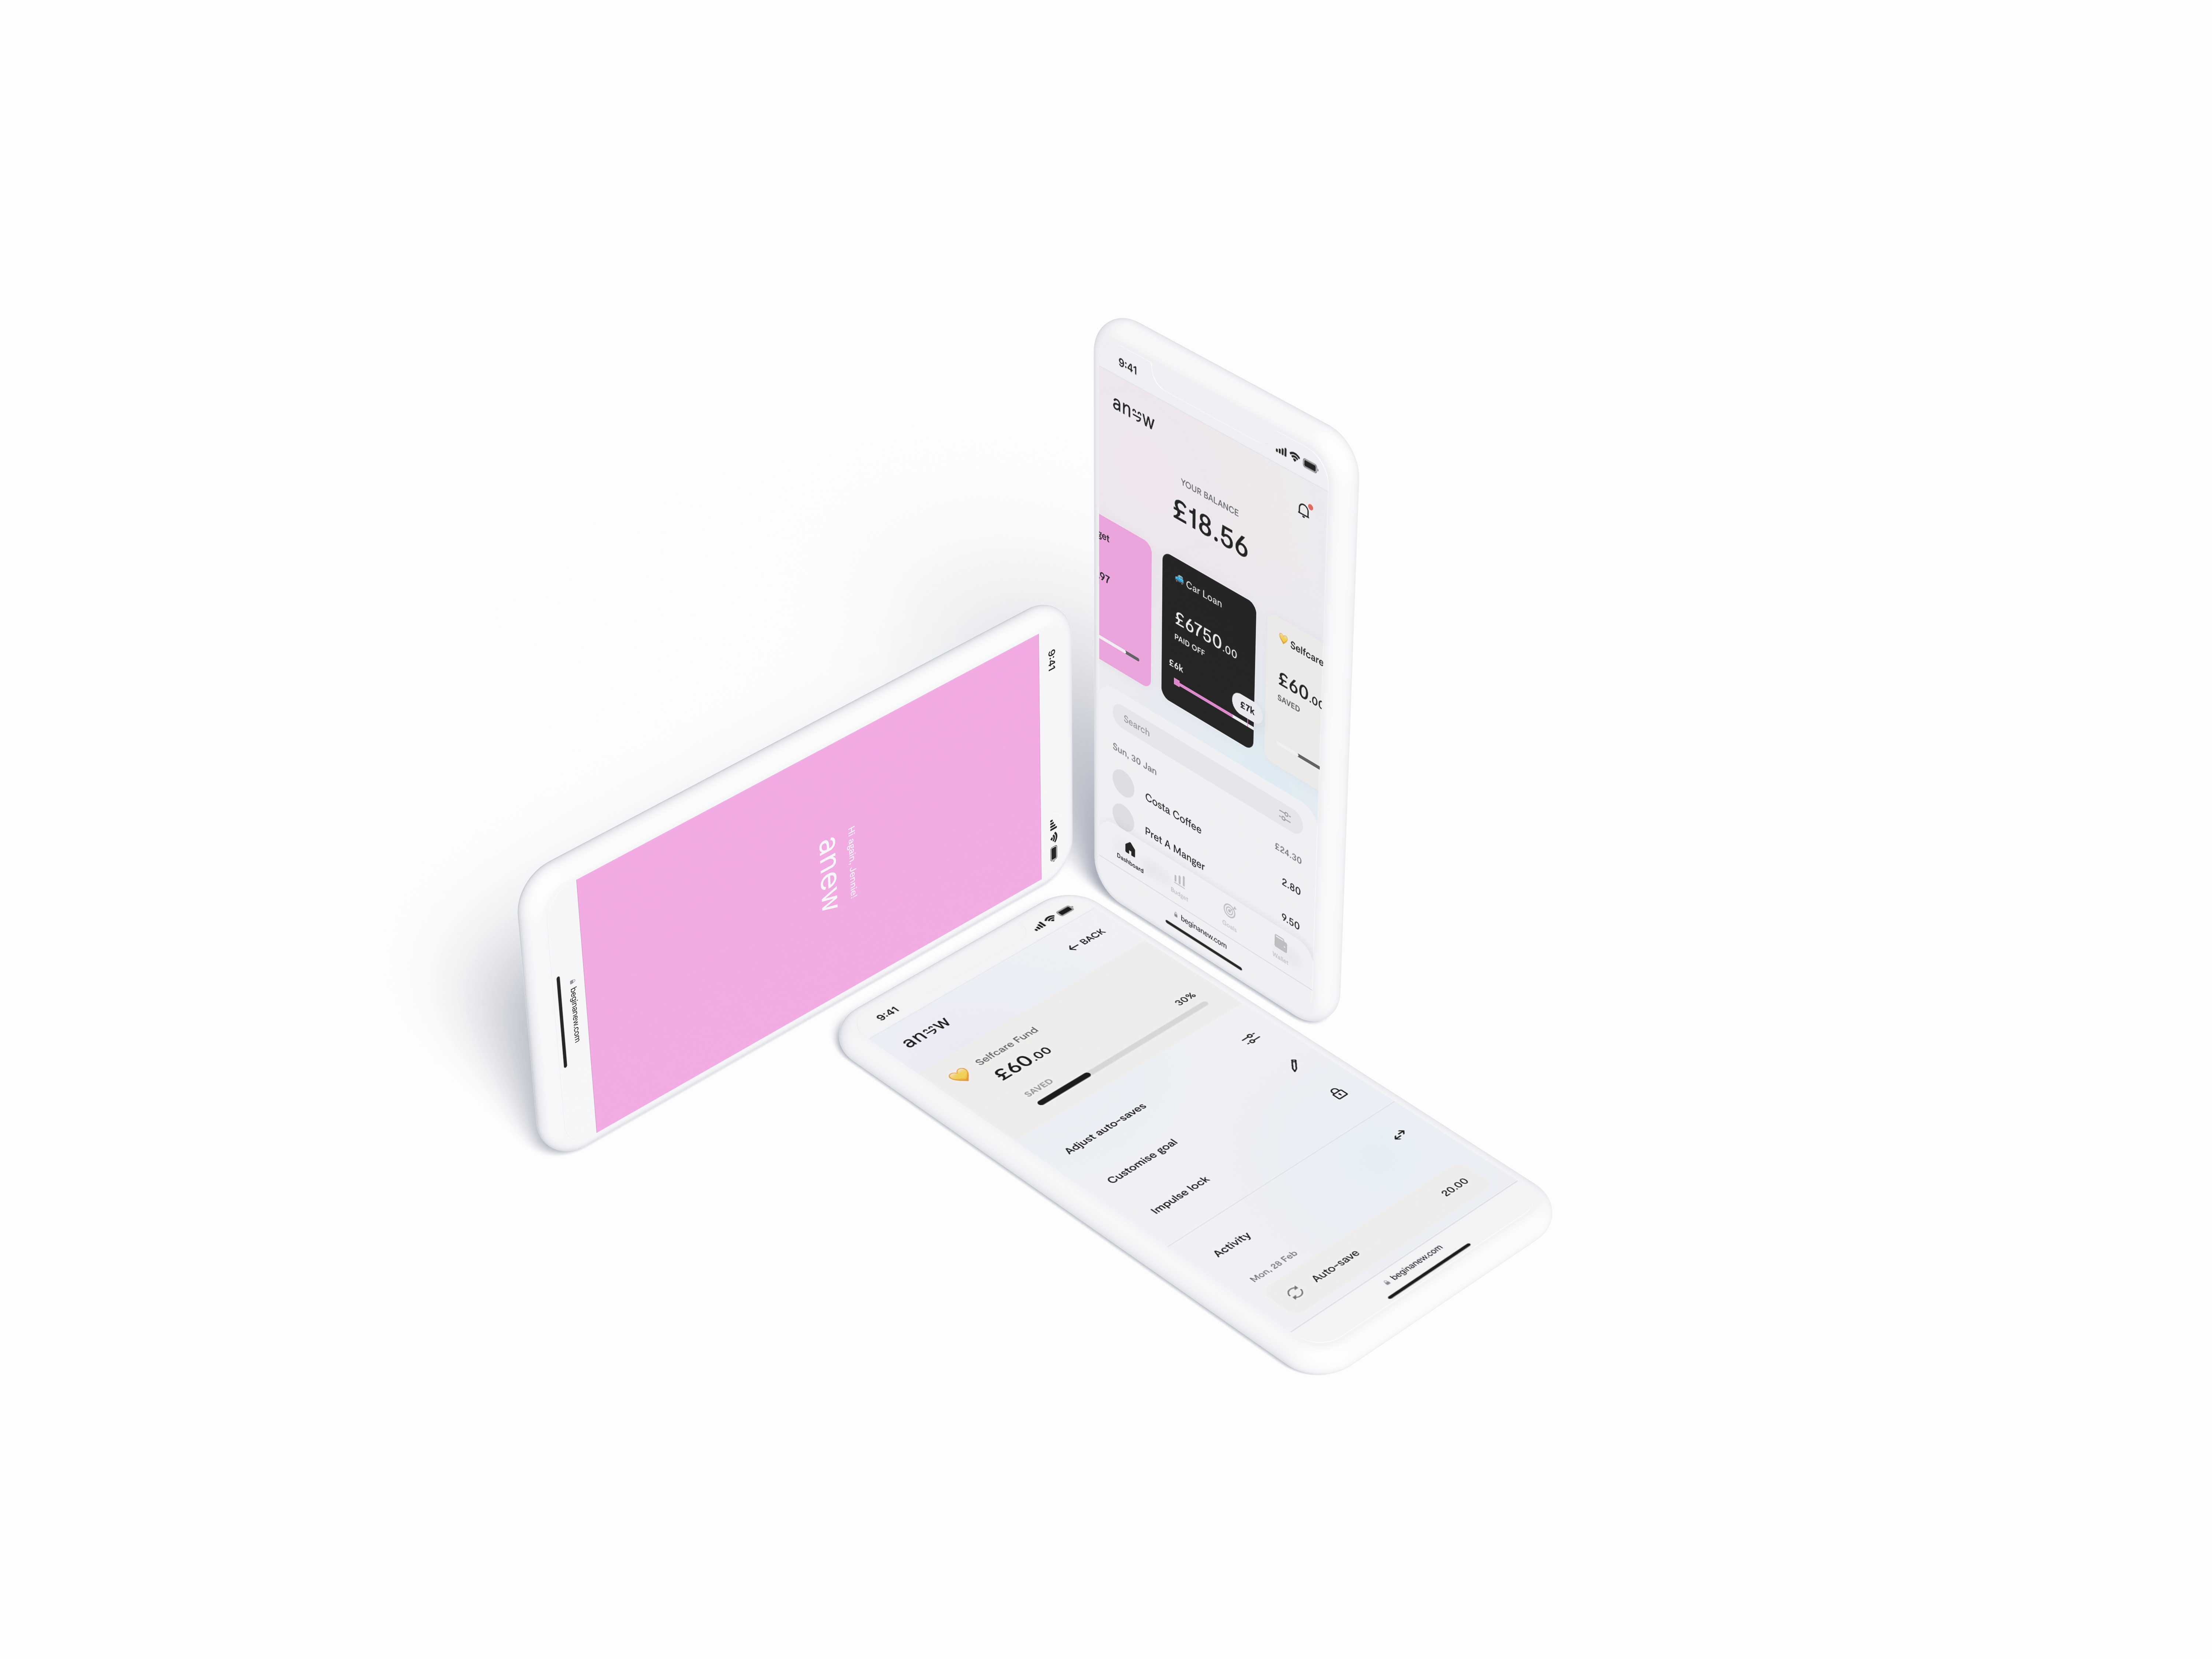 9:41
Hi again, Jennie!
anew
beginanew.com
9:41
anew
YOUR BALANCE
£18.56
get
97
Car Loan
£6750.00
PAID OFF
£6k
£7k
Selfcare
£60.00
SAVED
Search
Sun, 30 Jan
£24.30
Costa Coffee
2.80
Pret A Manger
9.50
Dashboard
Budget
Goals
Wallet
beginanew.com
9:41
anew
← BACK
Selfcare Fund
£60.00
SAVED
30%
Adjust auto-saves
Customise goal
Impulse lock
Activity
Mon, 28 Feb
Auto-save
20.00
beginanew.com